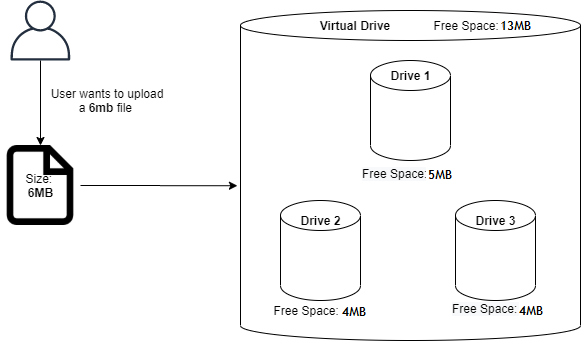 Virtual Drive Free Space: 13MB
Drive 1
User wants to upload
a 6mb file
Free Space: 5MB
Size:
6MB
Drive 2
Drive 3
Free Space: 4MB
Free Space: 4MB